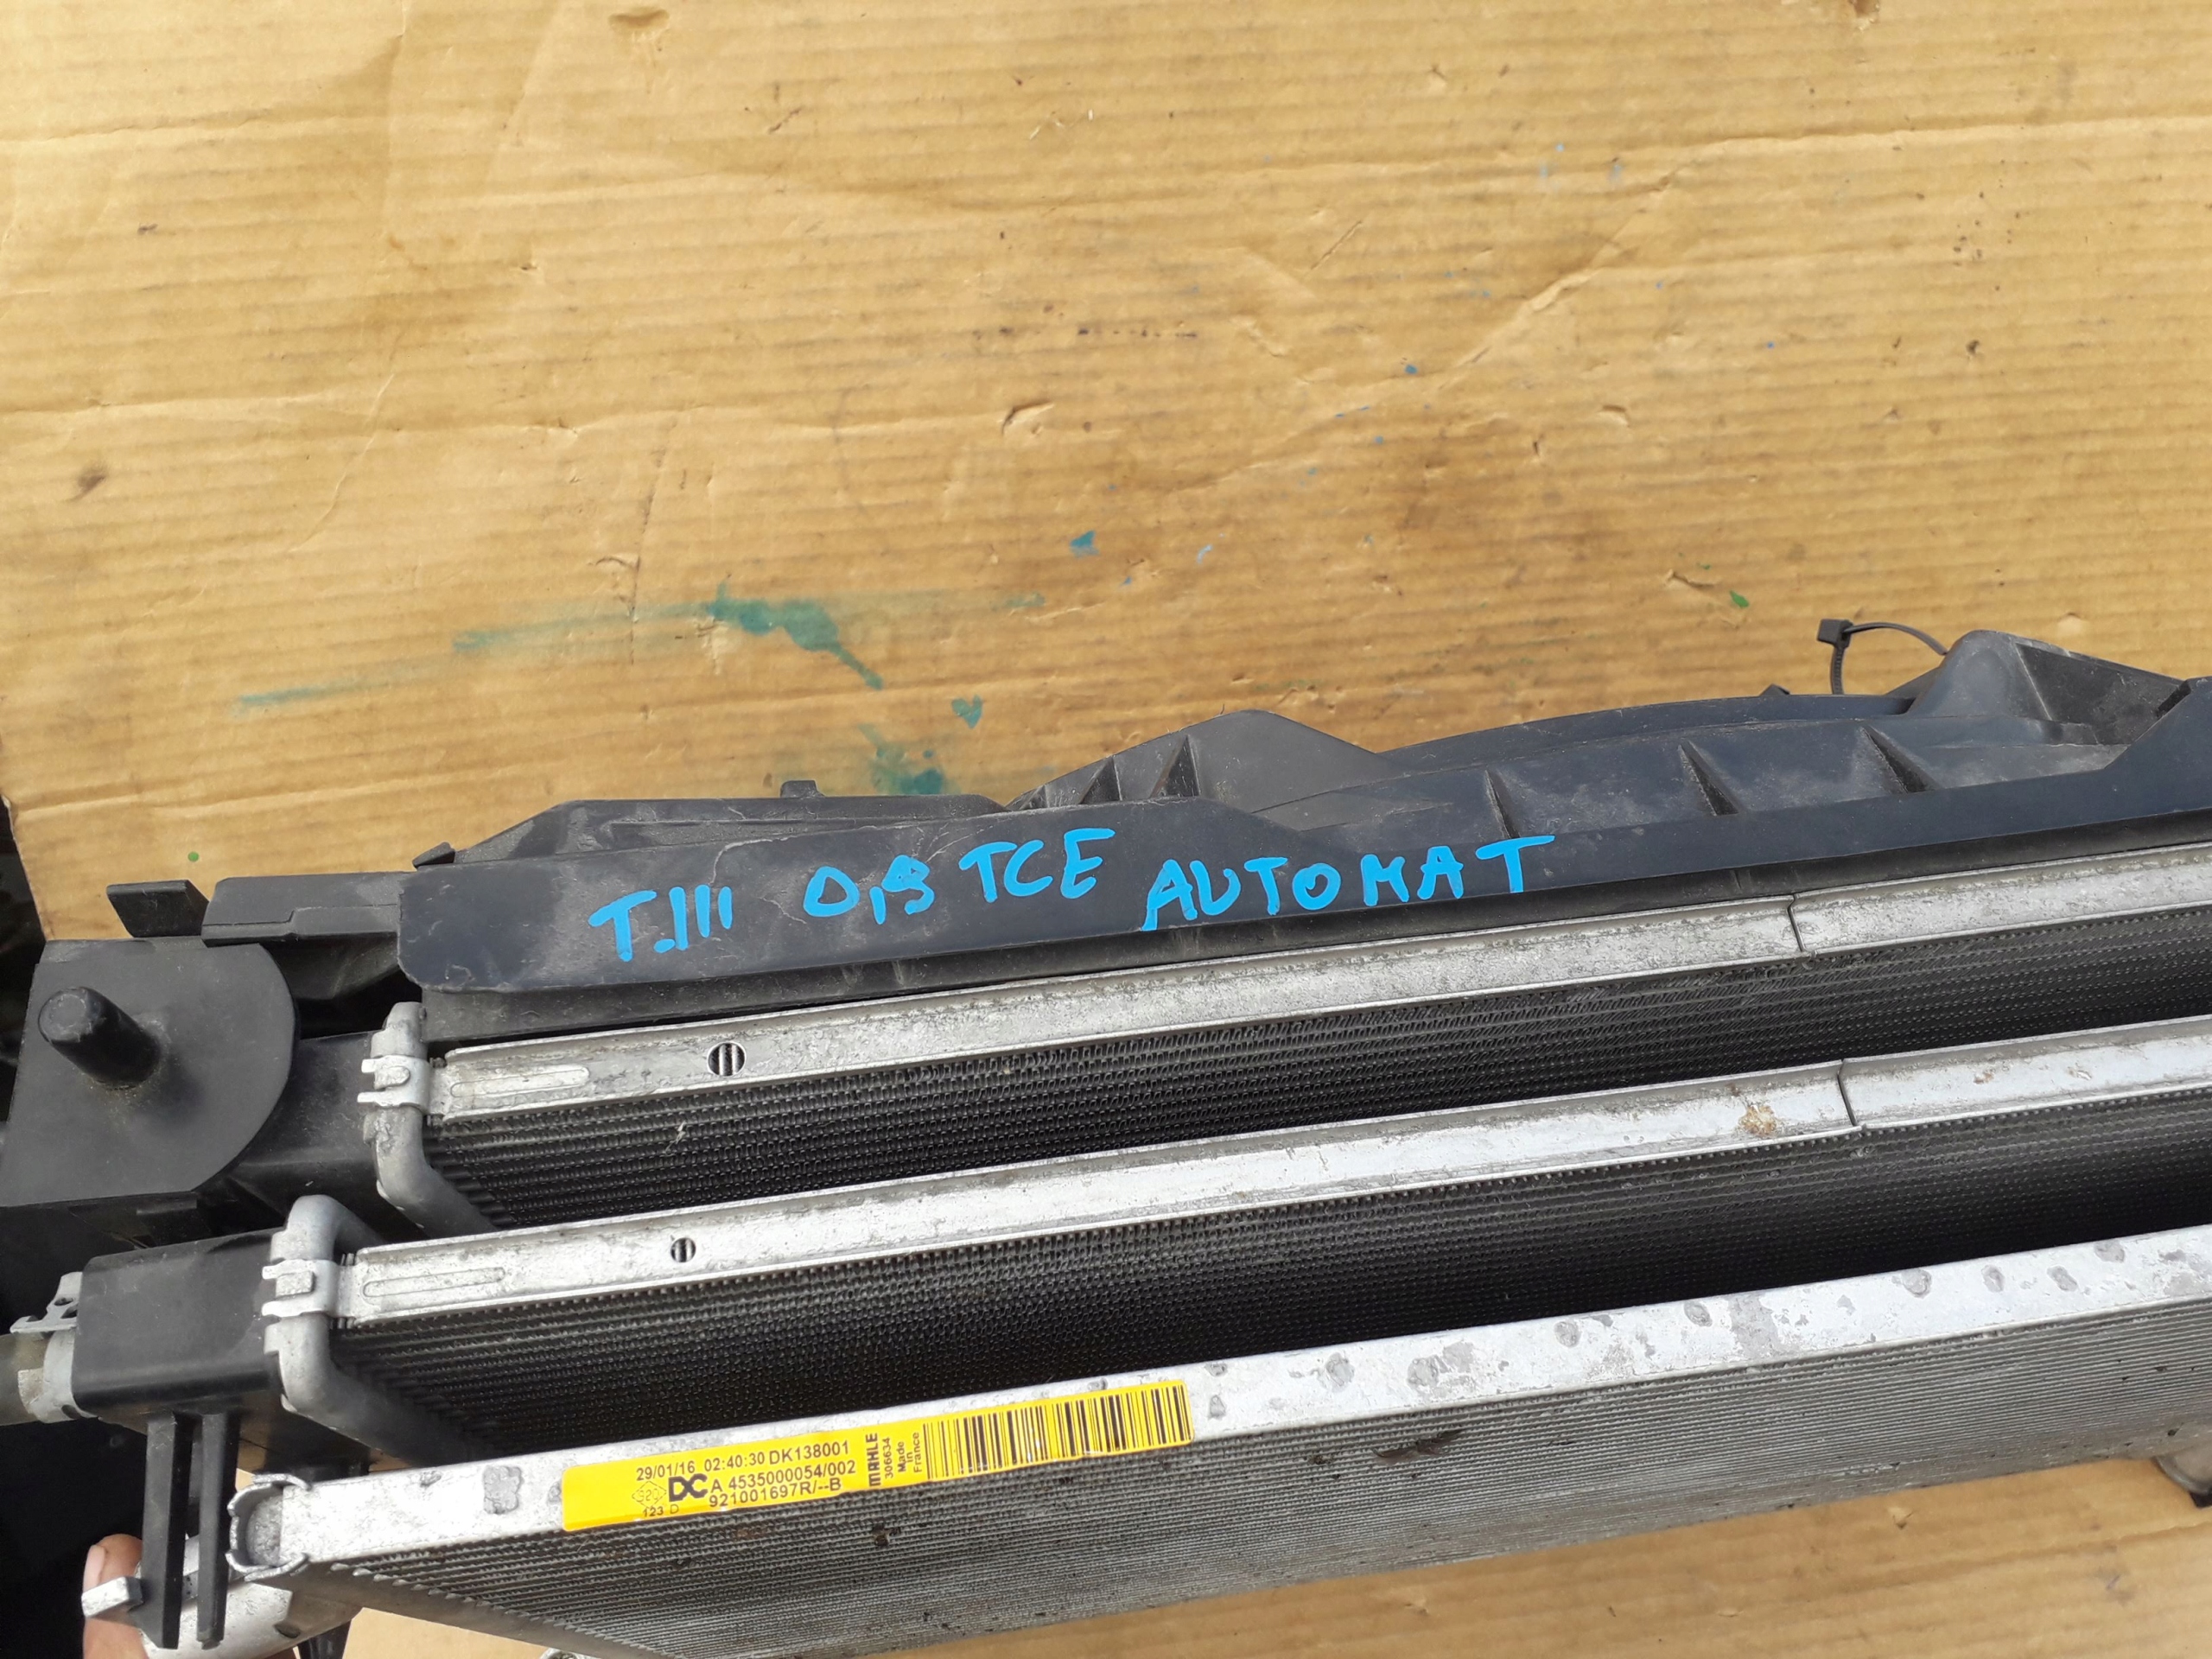 T.III 0,9 TCE AUTOMAT
29/01/16 02:40:30 DK138001
DC A 4535000054/002
921001697R/--B
123 D
MAHLE
306634
Made
in
France